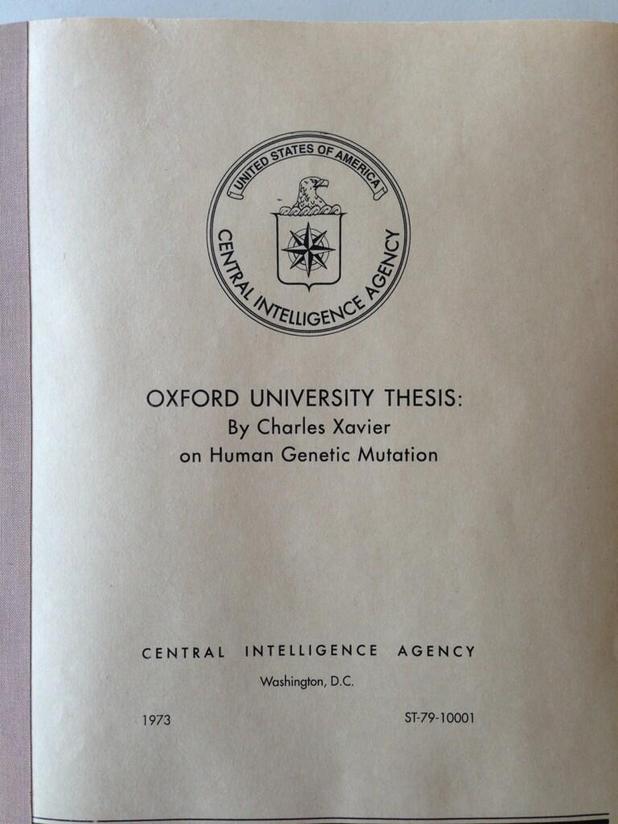 UNITED STATES OF AMERICA
CENTRAL INTELLIGENCE AGENCY
OXFORD UNIVERSITY THESIS:
By Charles Xavier
on Human Genetic Mutation
CENTRAL INTELLIGENCE AGENCY
Washington, D.C.
1973 ST-79-10001